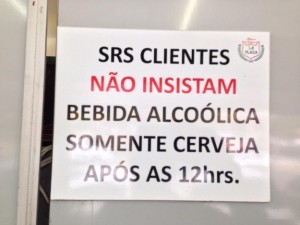 SRS CLIENTES
NÃO INSISTAM
BEBIDA ALCOÓLICA
SOMENTE CERVEJA
APÓS AS 12hrs.